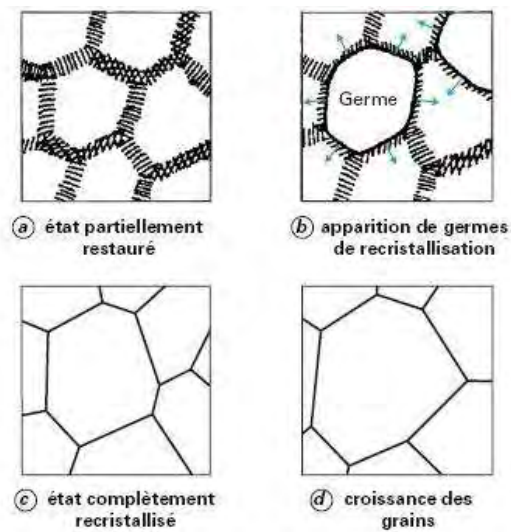 Germe
ⓐ état partiellement
restauré
ⓑ apparition de germes
de recristallisation
ⓒ état complètement
recristallisé
ⓓ croissance des
grains